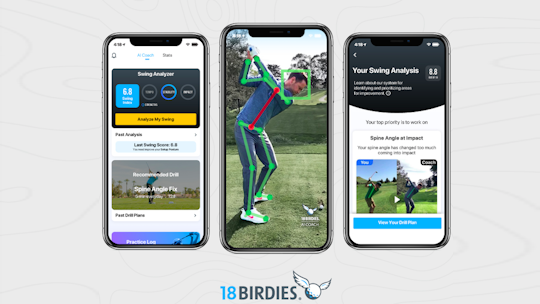 4:18
AI Coach
Stats
Swing Analyzer
6.8
Swing
Score
TEMPO
IMPACT
Analyze My Swing
Past Analysis
Last Swing Score: 6.8
Recommended Drill
Spine Angle Fix
Past Drill Plans
Practice Log
4:18
18BIRDIES
AI COACH
4:18
Your Swing Analysis
8.8
Learn about our system for
identifying and prioritizing areas
for improvement.
Your top priority is to work on
Spine Angle at Impact
Your spine angle has changed too much
coming into impact
You
Coach
View Your Drill Plan
18BIRDIES